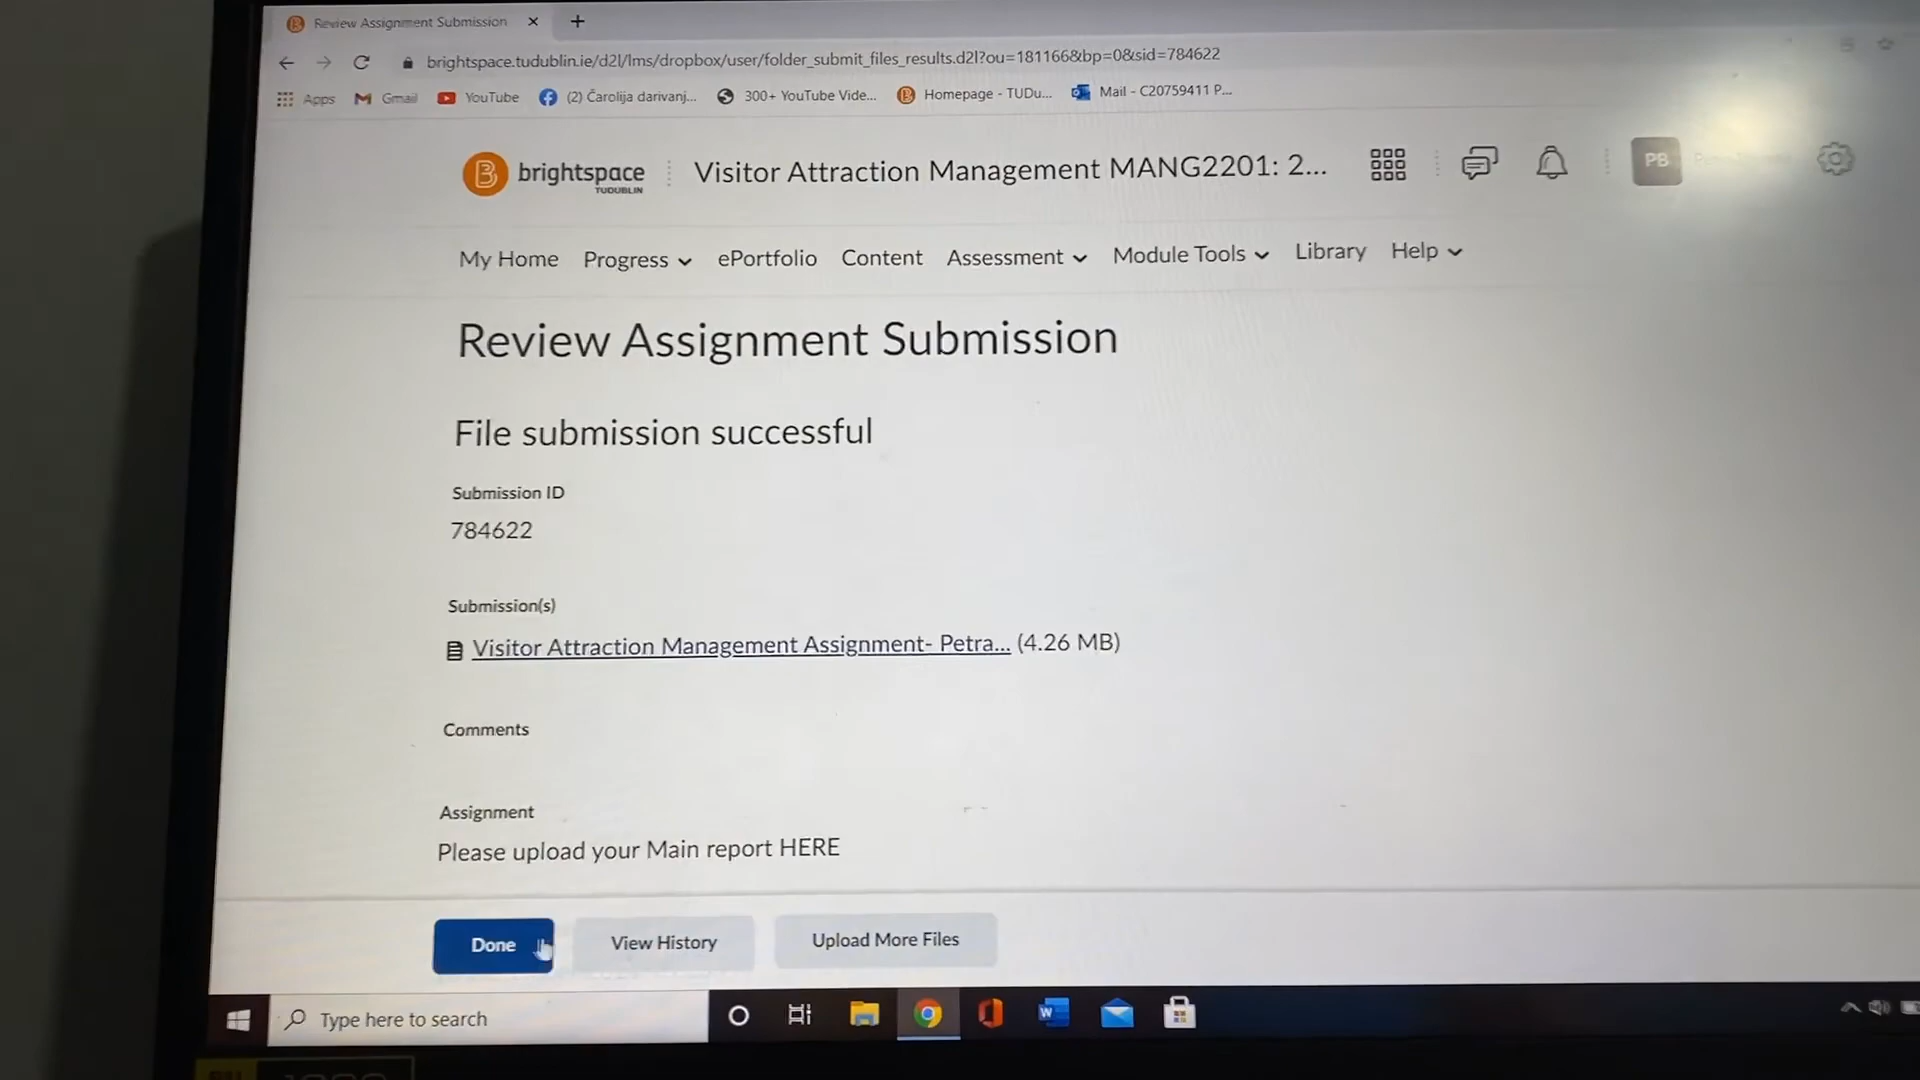 Review Assignment Submission
brightspace.tudublin.ie/d2l/lms/dropbox/user/folder_submit_files_results.d2l?ou=181166&bp=0&sid=784622
Apps Gmail YouTube (2) Čarolija darivanj... 300+ YouTube Vide... Homepage - TUDu... Mail - C20759411 P...
brightspace Visitor Attraction Management MANG2201: 2... PB
TUDUBLIN
My Home Progress ePortfolio Content Assessment Module Tools Library Help
Review Assignment Submission
File submission successful
Submission ID
784622
Submission(s)
Visitor Attraction Management Assignment- Petra... (4.26 MB)
Comments
Assignment
Please upload your Main report HERE
Done View History Upload More Files
Type here to search